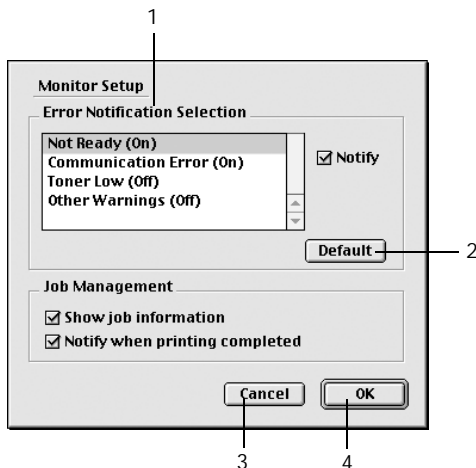 1
Monitor Setup
Error Notification Selection
Not Ready (On)
Communication Error (On)
Toner Low (Off)
Other Warnings (Off)
Notify
Default
2
Job Management
Show job information
Notify when printing completed
Cancel
OK
3
4